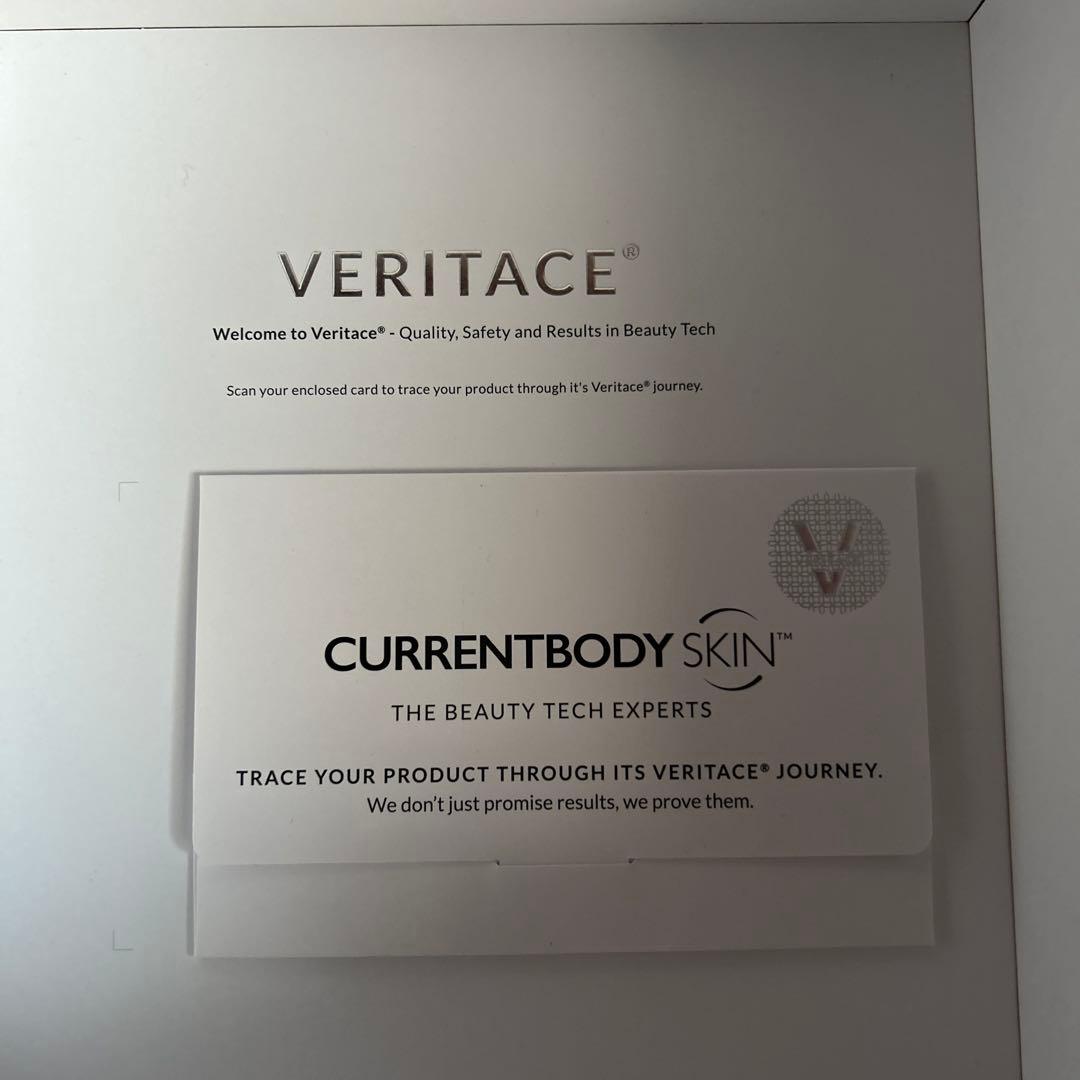 VERITACE®
Welcome to Veritace® - Quality, Safety and Results in Beauty Tech
Scan your enclosed card to trace your product through it's Veritace® journey.
CURRENTBODY SKIN™
THE BEAUTY TECH EXPERTS
TRACE YOUR PRODUCT THROUGH ITS VERITACE® JOURNEY.
We don't just promise results, we prove them.